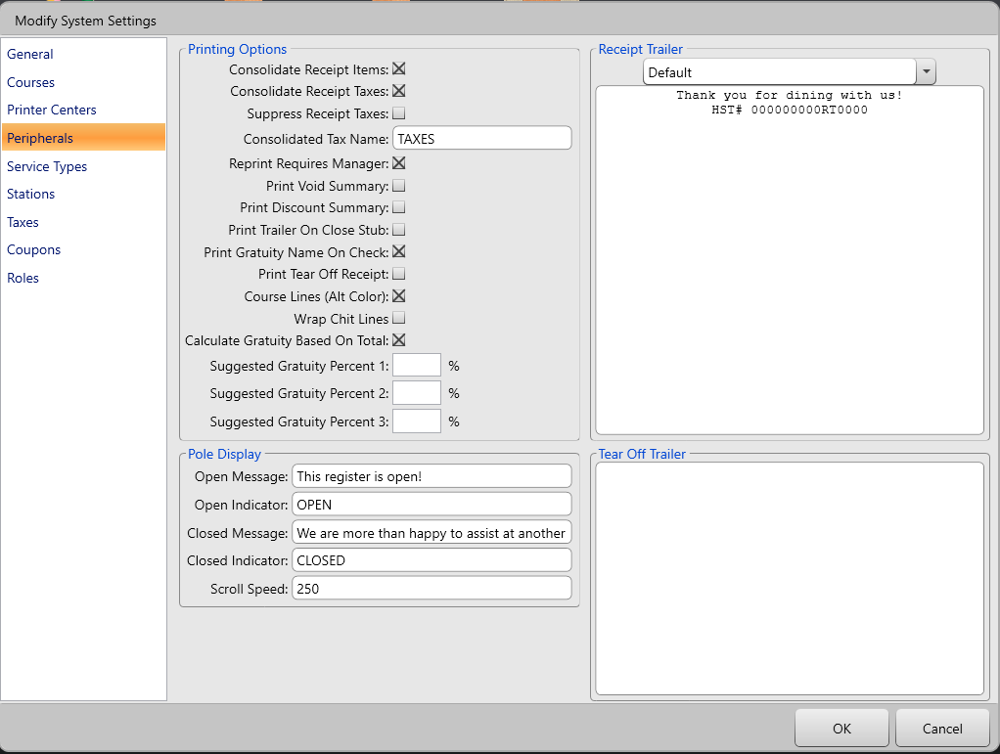 Modify System Settings
General
Courses
Printer Centers
Peripherals
Service Types
Stations
Taxes
Coupons
Roles
Printing Options
Consolidate Receipt Items:
Consolidate Receipt Taxes:
Suppress Receipt Taxes:
Consolidated Tax Name: TAXES
Reprint Requires Manager:
Print Void Summary:
Print Discount Summary:
Print Trailer On Close Stub:
Print Gratuity Name On Check:
Print Tear Off Receipt:
Course Lines (Alt Color):
Wrap Chit Lines
Calculate Gratuity Based On Total:
Suggested Gratuity Percent 1: %
Suggested Gratuity Percent 2: %
Suggested Gratuity Percent 3: %
Pole Display
Open Message: This register is open!
Open Indicator: OPEN
Closed Message: We are more than happy to assist at another
Closed Indicator: CLOSED
Scroll Speed: 250
Receipt Trailer
Default
Thank you for dining with us!
HST# 000000000RT0000
Tear Off Trailer
OK
Cancel